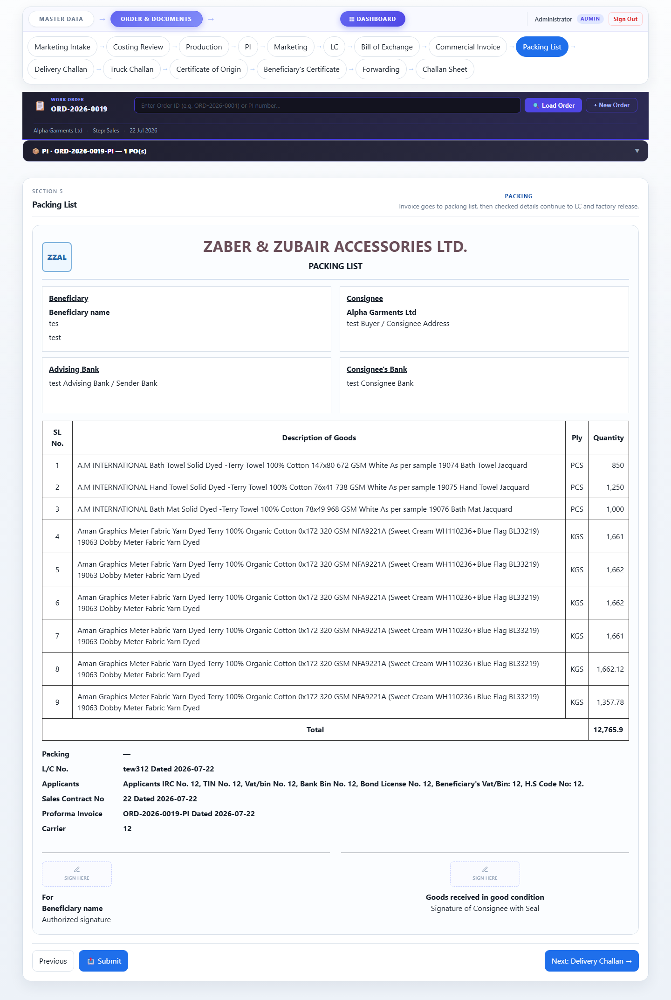 MASTER DATA → ORDER & DOCUMENTS → DASHBOARD Administrator ADMIN Sign Out
Marketing Intake → Costing Review → Production → PI → Marketing → LC → Bill of Exchange → Commercial Invoice → Packing List →
Delivery Challan → Truck Challan → Certificate of Origin → Beneficiary's Certificate → Forwarding → Challan Sheet
WORK ORDER
ORD-2026-0019
Enter Order ID (e.g. ORD-2026-0001) or PI number...
Load Order
+ New Order
Alpha Garments Ltd · Step: Sales · 22 Jul 2026
PI · ORD-2026-0019-PI — 1 PO(s) ▼
SECTION 5
Packing List
PACKING
Invoice goes to packing list, then checked details continue to LC and factory release.
ZZAL
ZABER & ZUBAIR ACCESSORIES LTD.
PACKING LIST
Beneficiary
Beneficiary name
tes
test
Consignee
Alpha Garments Ltd
test Buyer / Consignee Address
Advising Bank
test Advising Bank / Sender Bank
Consignee's Bank
test Consignee Bank
SL No. Description of Goods Ply Quantity
1 A.M INTERNATIONAL Bath Towel Solid Dyed -Terry Towel 100% Cotton 147x80 672 GSM White As per sample 19074 Bath Towel Jacquard PCS 850
2 A.M INTERNATIONAL Hand Towel Solid Dyed -Terry Towel 100% Cotton 76x41 738 GSM White As per sample 19075 Hand Towel Jacquard PCS 1,250
3 A.M INTERNATIONAL Bath Mat Solid Dyed -Terry Towel 100% Cotton 78x49 968 GSM White As per sample 19076 Bath Mat Jacquard PCS 1,000
4 Aman Graphics Meter Fabric Yarn Dyed Terry 100% Organic Cotton 0x172 320 GSM NFA9221A (Sweet Cream WH110236+Blue Flag BL33219)
19063 Dobby Meter Fabric Yarn Dyed KGS 1,661
5 Aman Graphics Meter Fabric Yarn Dyed Terry 100% Organic Cotton 0x172 320 GSM NFA9221A (Sweet Cream WH110236+Blue Flag BL33219)
19063 Dobby Meter Fabric Yarn Dyed KGS 1,662
6 Aman Graphics Meter Fabric Yarn Dyed Terry 100% Organic Cotton 0x172 320 GSM NFA9221A (Sweet Cream WH110236+Blue Flag BL33219)
19063 Dobby Meter Fabric Yarn Dyed KGS 1,662
7 Aman Graphics Meter Fabric Yarn Dyed Terry 100% Organic Cotton 0x172 320 GSM NFA9221A (Sweet Cream WH110236+Blue Flag BL33219)
19063 Dobby Meter Fabric Yarn Dyed KGS 1,661
8 Aman Graphics Meter Fabric Yarn Dyed Terry 100% Organic Cotton 0x172 320 GSM NFA9221A (Sweet Cream WH110236+Blue Flag BL33219)
19063 Dobby Meter Fabric Yarn Dyed KGS 1,662.12
9 Aman Graphics Meter Fabric Yarn Dyed Terry 100% Organic Cotton 0x172 320 GSM NFA9221A (Sweet Cream WH110236+Blue Flag BL33219)
19063 Dobby Meter Fabric Yarn Dyed KGS 1,357.78
Total 12,765.9
Packing —
L/C No. tew312 Dated 2026-07-22
Applicants Applicants IRC No. 12, TIN No. 12, Vat/bin No. 12, Bank Bin No. 12, Bond License No. 12, Beneficiary's Vat/Bin: 12, H.S Code No: 12.
Sales Contract No 22 Dated 2026-07-22
Proforma Invoice ORD-2026-0019-PI Dated 2026-07-22
Carrier 12
SIGN HERE
For
Beneficiary name
Authorized signature
SIGN HERE
Goods received in good condition
Signature of Consignee with Seal
Previous Submit Next: Delivery Challan →